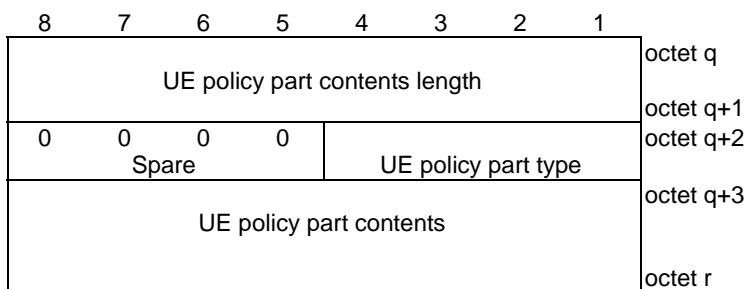 8 7 6 5 4 3 2 1
octet q
UE policy part contents length
octet q+1
0 0 0 0 octet q+2
Spare UE policy part type
octet q+3
UE policy part contents
octet r